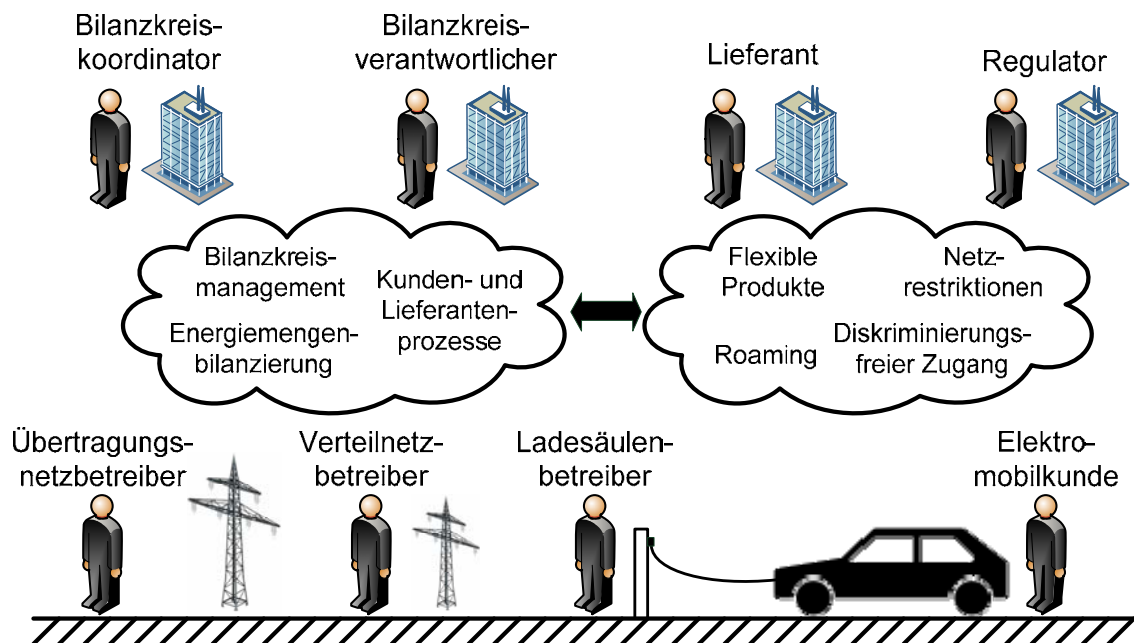 Bilanzkreis-
koordinator
Bilanzkreis-
verantwortlicher
Lieferant
Regulator
Bilanzkreis-
management
Kunden- und
Lieferanten-
prozesse
Energiemengen-
bilanzierung
Flexible
Produkte
Netz-
restriktionen
Roaming
Diskriminierungs-
freier Zugang
Übertragungs-
netzbetreiber
Verteilnetz-
betreiber
Ladesäulen-
betreiber
Elektro-
mobilkunde